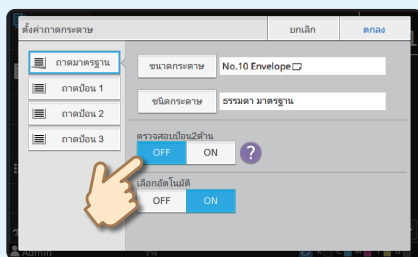 ตั้งค่าถาดกระดาษ
ยกเลิก
ตกลง
ถาดมาตรฐาน
ถาดป้อน 1
ถาดป้อน 2
ถาดป้อน 3
ขนาดกระดาษ
No.10 Envelope
ชนิดกระดาษ
ธรรมดา มาตรฐาน
ตรวจสอบป้อน2ด้าน
OFF ON ?
เลือกอัตโนมัติ
OFF ON
Admin
ว่าง